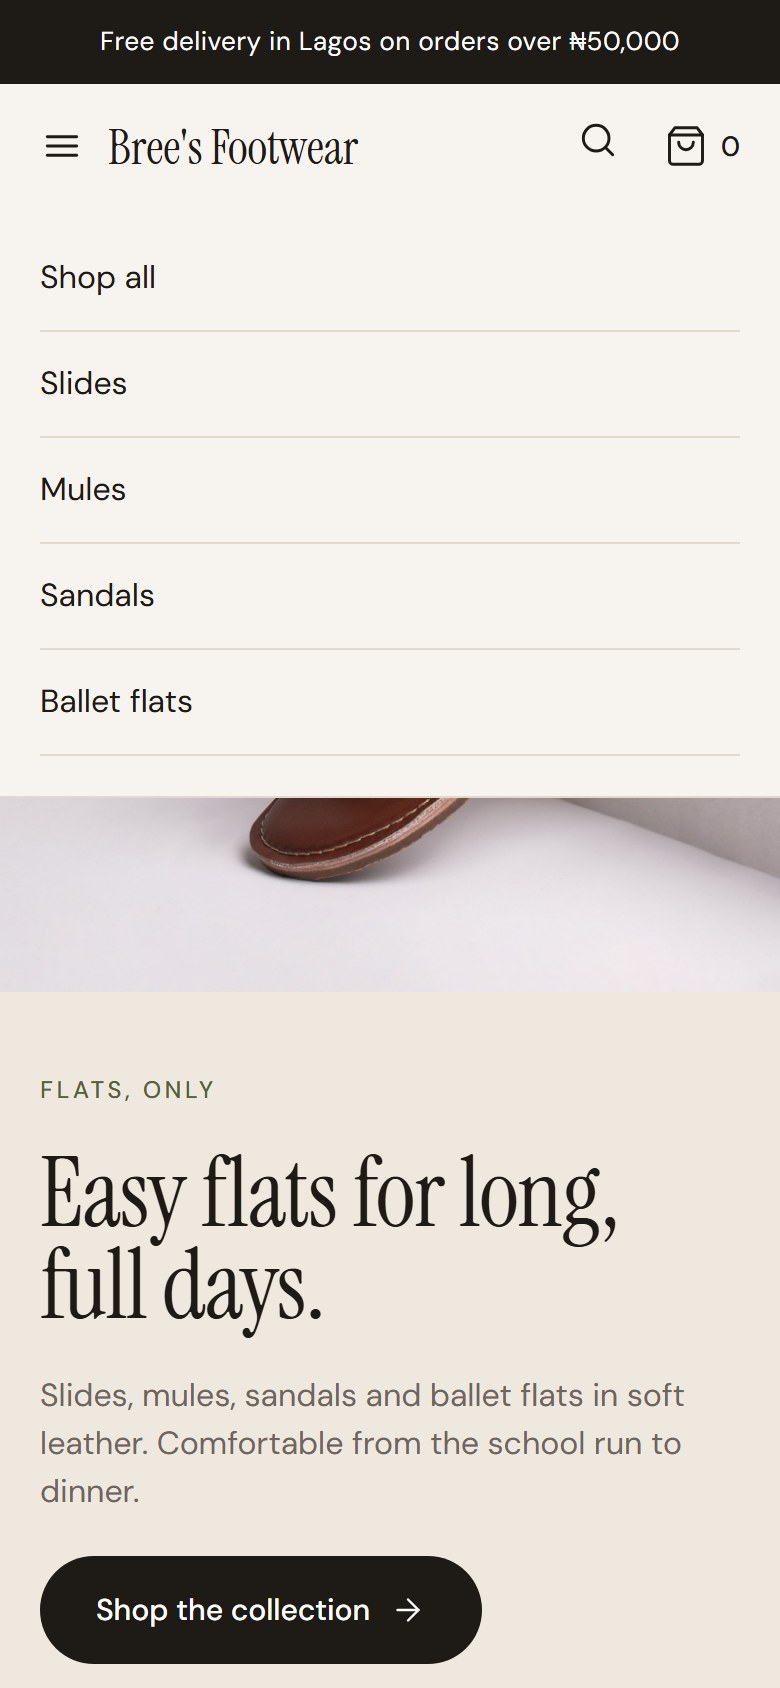 Free delivery in Lagos on orders over ₦50,000
Bree's Footwear
0
Shop all
Slides
Mules
Sandals
Ballet flats
FLATS, ONLY
Easy flats for long,
full days.
Slides, mules, sandals and ballet flats in soft
leather. Comfortable from the school run to
dinner.
Shop the collection